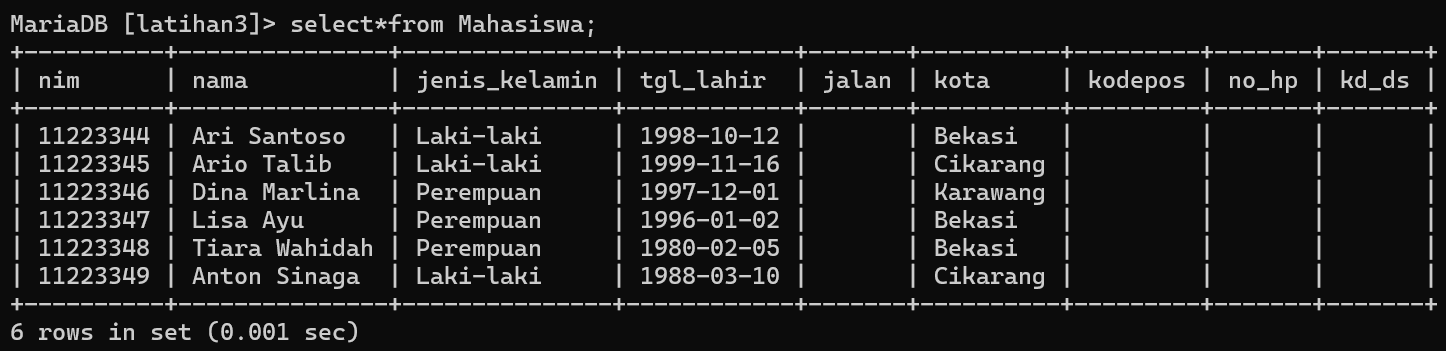 MariaDB [latihan3]> select*from Mahasiswa;
+----------+---------------+---------------+------------+-------+----------+---------+-------+-------+
| nim      | nama          | jenis_kelamin | tgl_lahir  | jalan | kota     | kodepos | no_hp | kd_ds |
+----------+---------------+---------------+------------+-------+----------+---------+-------+-------+
| 11223344 | Ari Santoso   | Laki-laki     | 1998-10-12 |       | Bekasi   |         |       |       |
| 11223345 | Ario Talib    | Laki-laki     | 1999-11-16 |       | Cikarang |         |       |       |
| 11223346 | Dina Marlina  | Perempuan     | 1997-12-01 |       | Karawang |         |       |       |
| 11223347 | Lisa Ayu      | Perempuan     | 1996-01-02 |       | Bekasi   |         |       |       |
| 11223348 | Tiara Wahidah | Perempuan     | 1980-02-05 |       | Bekasi   |         |       |       |
| 11223349 | Anton Sinaga  | Laki-laki     | 1988-03-10 |       | Cikarang |         |       |       |
+----------+---------------+---------------+------------+-------+----------+---------+-------+-------+
6 rows in set (0.001 sec)